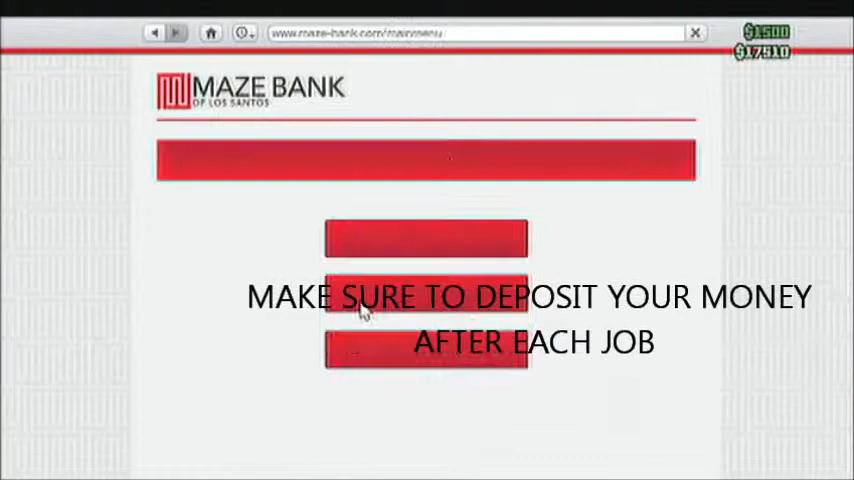 www.maze-bank.com/mainmenu
$1500
$17510
MAZE BANK
OF LOS SANTOS
MAKE SURE TO DEPOSIT YOUR MONEY
AFTER EACH JOB